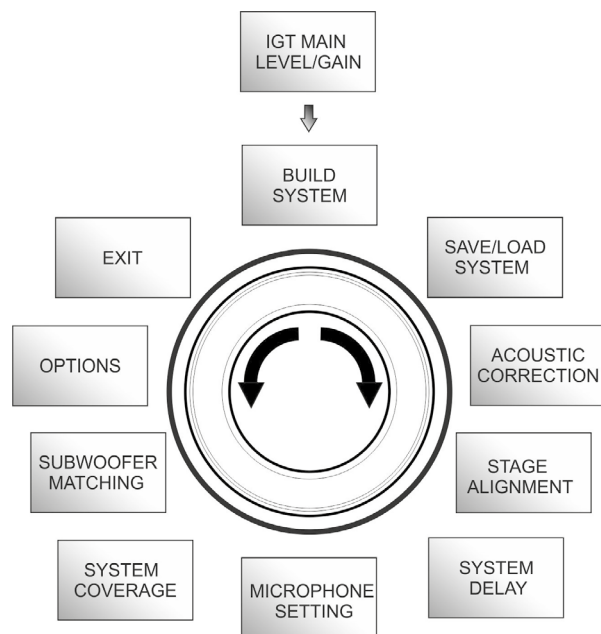 IGT MAIN
LEVEL/GAIN
BUILD
SYSTEM
SAVE/LOAD
SYSTEM
ACOUSTIC
CORRECTION
STAGE
ALIGNMENT
SYSTEM
DELAY
MICROPHONE
SETTING
SYSTEM
COVERAGE
SUBWOOFER
MATCHING
OPTIONS
EXIT